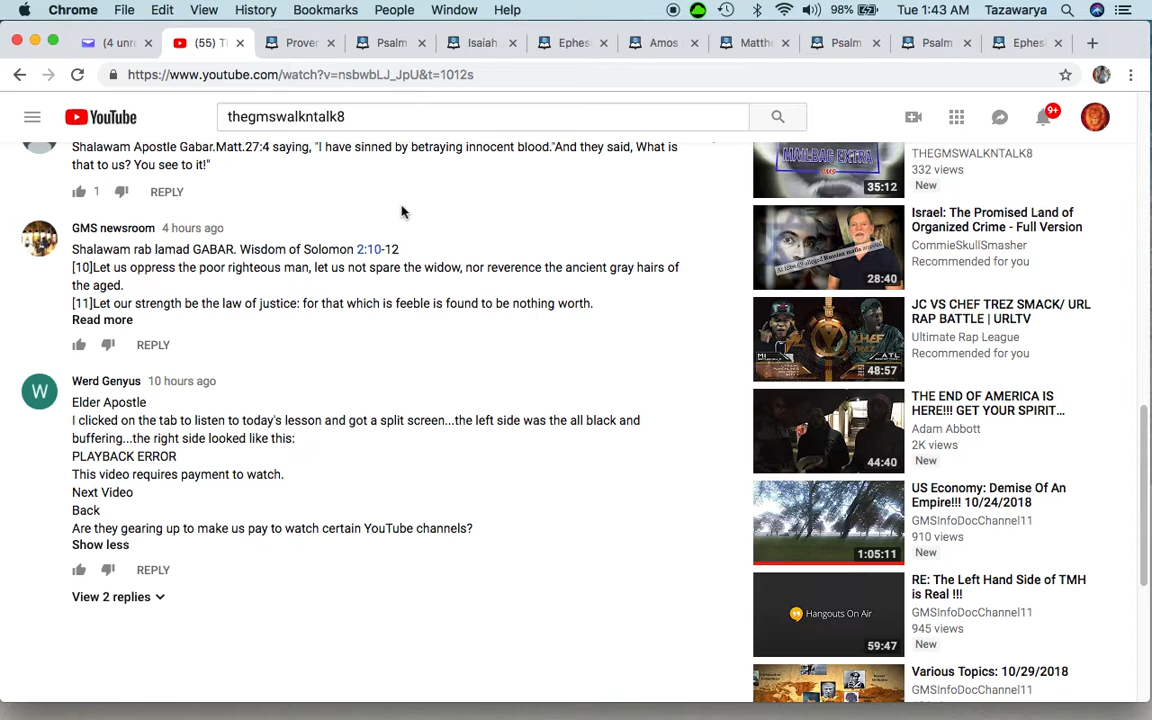 Chrome File Edit View History Bookmarks People Window Help 98% Tue 1:43 AM Tazawarya
(4 unre (55) T Prover Psalm Isaiah Ephes Amos Matthe Psalm Psalm Ephes
https://www.youtube.com/watch?v=nsbwbLJ_JpU&t=1012s
YouTube thegmswalkntalk8 9+
Shalawam Apostle Gabar.Matt.27:4 saying, "I have sinned by betraying innocent blood."And they said, What is
that to us? You see to it!"
1 REPLY
GMS newsroom 4 hours ago
Shalawam rab lamad GABAR. Wisdom of Solomon 2:10-12
[10]Let us oppress the poor righteous man, let us not spare the widow, nor reverence the ancient gray hairs of
the aged.
[11]Let our strength be the law of justice: for that which is feeble is found to be nothing worth.
Read more
REPLY
W
Werd Genyus 10 hours ago
Elder Apostle
I clicked on the tab to listen to today's lesson and got a split screen...the left side was the all black and
buffering...the right side looked like this:
PLAYBACK ERROR
This video requires payment to watch.
Next Video
Back
Are they gearing up to make us pay to watch certain YouTube channels?
Show less
REPLY
View 2 replies
MAILBAG EXTRA
GMS
35:12
THEGMSWALKNTALK8
332 views
New
28:40
Israel: The Promised Land of
Organized Crime - Full Version
CommieSkullSmasher
Recommended for you
MI
ATL
48:57
JC VS CHEF TREZ SMACK/ URL
RAP BATTLE | URLTV
Ultimate Rap League
Recommended for you
44:40
THE END OF AMERICA IS
HERE!!! GET YOUR SPIRIT...
Adam Abbott
2K views
New
1:05:11
US Economy: Demise Of An
Empire!!! 10/24/2018
GMSInfoDocChannel11
910 views
New
Hangouts On Air
59:47
RE: The Left Hand Side of TMH
is Real !!!
GMSInfoDocChannel11
945 views
New
Various Topics: 10/29/2018
GMSInfoDocChannel11